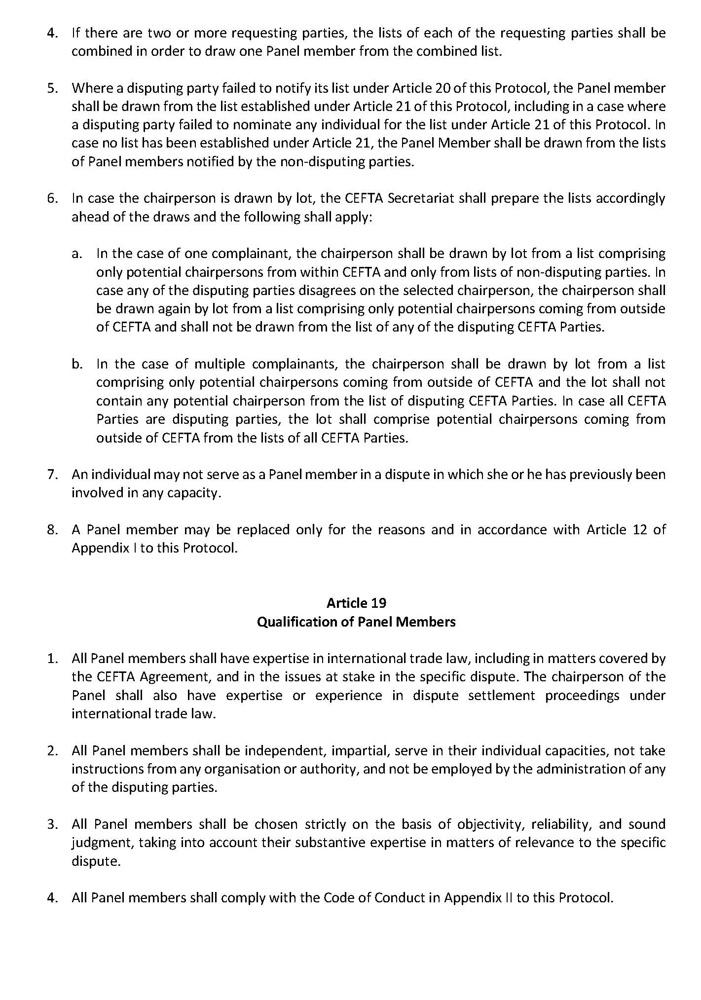 4. If there are two or more requesting parties, the lists of each of the requesting parties shall be
combined in order to draw one Panel member from the combined list.
5. Where a disputing party failed to notify its list under Article 20 of this Protocol, the Panel member
shall be drawn from the list established under Article 21 of this Protocol, including in a case where
a disputing party failed to nominate any individual for the list under Article 21 of this Protocol. In
case no list has been established under Article 21, the Panel Member shall be drawn from the lists
of Panel members notified by the non-disputing parties.
6. In case the chairperson is drawn by lot, the CEFTA Secretariat shall prepare the lists accordingly
ahead of the draws and the following shall apply:
a. In the case of one complainant, the chairperson shall be drawn by lot from a list comprising
only potential chairpersons from within CEFTA and only from lists of non-disputing parties. In
case any of the disputing parties disagrees on the selected chairperson, the chairperson shall
be drawn again by lot from a list comprising only potential chairpersons coming from outside
of CEFTA and shall not be drawn from the list of any of the disputing CEFTA Parties.
b. In the case of multiple complainants, the chairperson shall be drawn by lot from a list
comprising only potential chairpersons coming from outside of CEFTA and the lot shall not
contain any potential chairperson from the list of disputing CEFTA Parties. In case all CEFTA
Parties are disputing parties, the lot shall comprise potential chairpersons coming from
outside of CEFTA from the lists of all CEFTA Parties.
7. An individual may not serve as a Panel member in a dispute in which she or he has previously been
involved in any capacity.
8. A Panel member may be replaced only for the reasons and in accordance with Article 12 of
Appendix I to this Protocol.
Article 19
Qualification of Panel Members
1. All Panel members shall have expertise in international trade law, including in matters covered by
the CEFTA Agreement, and in the issues at stake in the specific dispute. The chairperson of the
Panel shall also have expertise or experience in dispute settlement proceedings under
international trade law.
2. All Panel members shall be independent, impartial, serve in their individual capacities, not take
instructions from any organisation or authority, and not be employed by the administration of any
of the disputing parties.
3. All Panel members shall be chosen strictly on the basis of objectivity, reliability, and sound
judgment, taking into account their substantive expertise in matters of relevance to the specific
dispute.
4. All Panel members shall comply with the Code of Conduct in Appendix II to this Protocol.